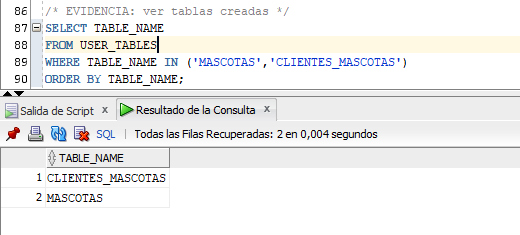 86 /* EVIDENCIA: ver tablas creadas */
87 SELECT TABLE_NAME
88 FROM USER_TABLES
89 WHERE TABLE_NAME IN ('MASCOTAS','CLIENTES_MASCOTAS')
90 ORDER BY TABLE_NAME;
Salida de Script x Resultado de la Consulta x
SQL | Todas las Filas Recuperadas: 2 en 0,004 segundos
TABLE_NAME
1 CLIENTES_MASCOTAS
2 MASCOTAS